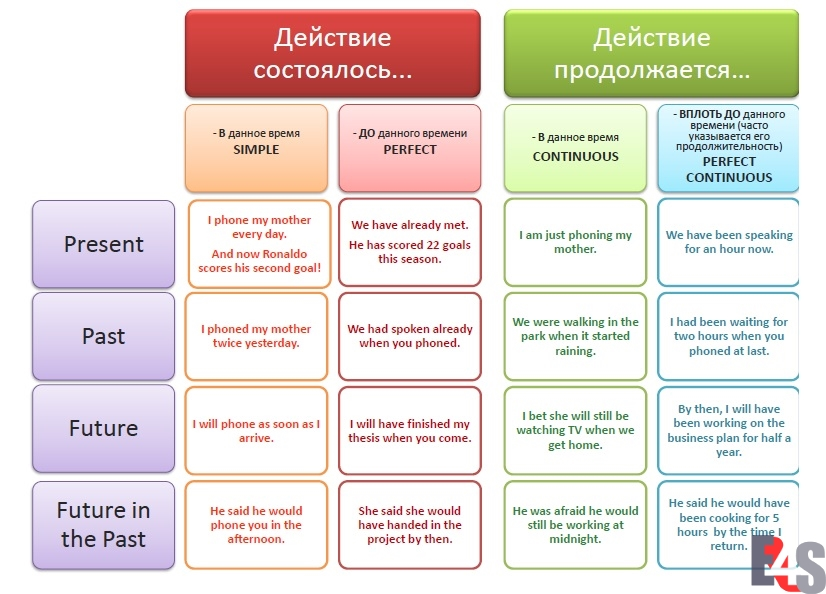 Действие
состоялось...
Действие
продолжается...
- В данное время
SIMPLE
- ДО данного времени
PERFECT
- В данное время
CONTINUOUS
- ВПЛОТЬ ДО данного
времени (часто
указывается его
продолжительность)
PERFECT
CONTINUOUS
Present
I phone my mother
every day.
And now Ronaldo
scores his second goal!
We have already met.
He has scored 22 goals
this season.
I am just phoning my
mother.
We have been speaking
for an hour now.
Past
I phoned my mother
twice yesterday.
We had spoken already
when you phoned.
We were walking in the
park when it started
raining.
I had been waiting for
two hours when you
phoned at last.
Future
I will phone as soon as I
arrive.
I will have finished my
thesis when you come.
I bet she will still be
watching TV when we
get home.
By then, I will have
been working on the
business plan for half a
year.
Future in
the Past
He said he would
phone you in the
afternoon.
She said she would
have handed in the
project by then.
He was afraid he would
still be working at
midnight.
He said he would have
been cooking for 5
hours by the time I
return.
E4S